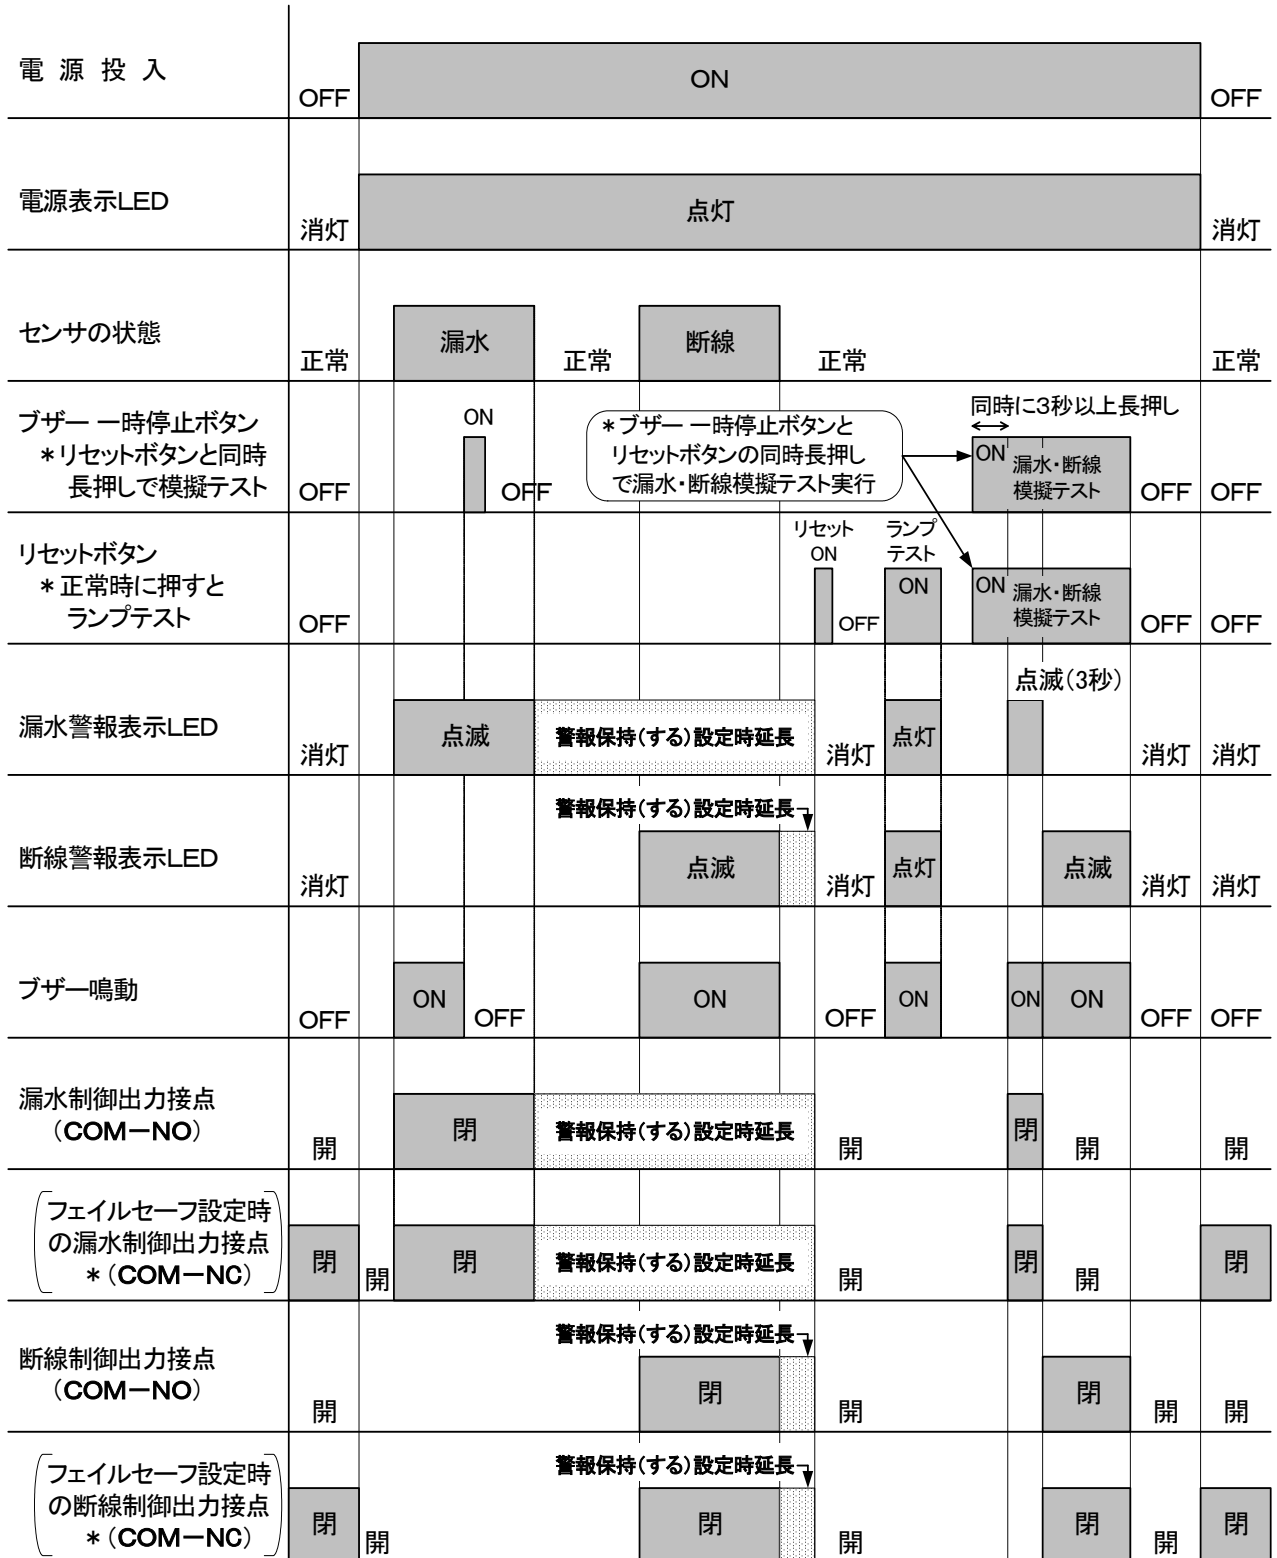 電 源 投 入
OFF
ON
OFF
電源表示LED
消灯
点灯
消灯
センサの状態
正常
漏水
正常
断線
正常
正常
ブザー 一時停止ボタン
*リセットボタンと同時
長押しで模擬テスト
OFF
ON
OFF
*ブザー 一時停止ボタンと
リセットボタンの同時長押し
で漏水・断線模擬テスト実行
同時に3秒以上長押し
ON
漏水・断線
模擬テスト
OFF
OFF
リセットボタン
*正常時に押すと
ランプテスト
OFF
リセット
ON
OFF
ランプ
テスト
ON
ON
漏水・断線
模擬テスト
OFF
OFF
漏水警報表示LED
消灯
点滅
警報保持(する)設定時延長
消灯
点灯
点滅(3秒)
消灯
消灯
断線警報表示LED
消灯
警報保持(する)設定時延長
点滅
消灯
点灯
点滅
消灯
消灯
ブザー鳴動
OFF
ON
OFF
ON
OFF
ON
ON
ON
OFF
OFF
漏水制御出力接点
(COM-NO)
開
閉
警報保持(する)設定時延長
開
閉
開
開
フェイルセーフ設定時
の漏水制御出力接点
*(COM-NC)
閉
開
閉
警報保持(する)設定時延長
開
閉
開
閉
断線制御出力接点
(COM-NO)
開
警報保持(する)設定時延長
閉
開
閉
開
開
フェイルセーフ設定時
の断線制御出力接点
*(COM-NC)
閉
開
警報保持(する)設定時延長
閉
開
閉
開
閉